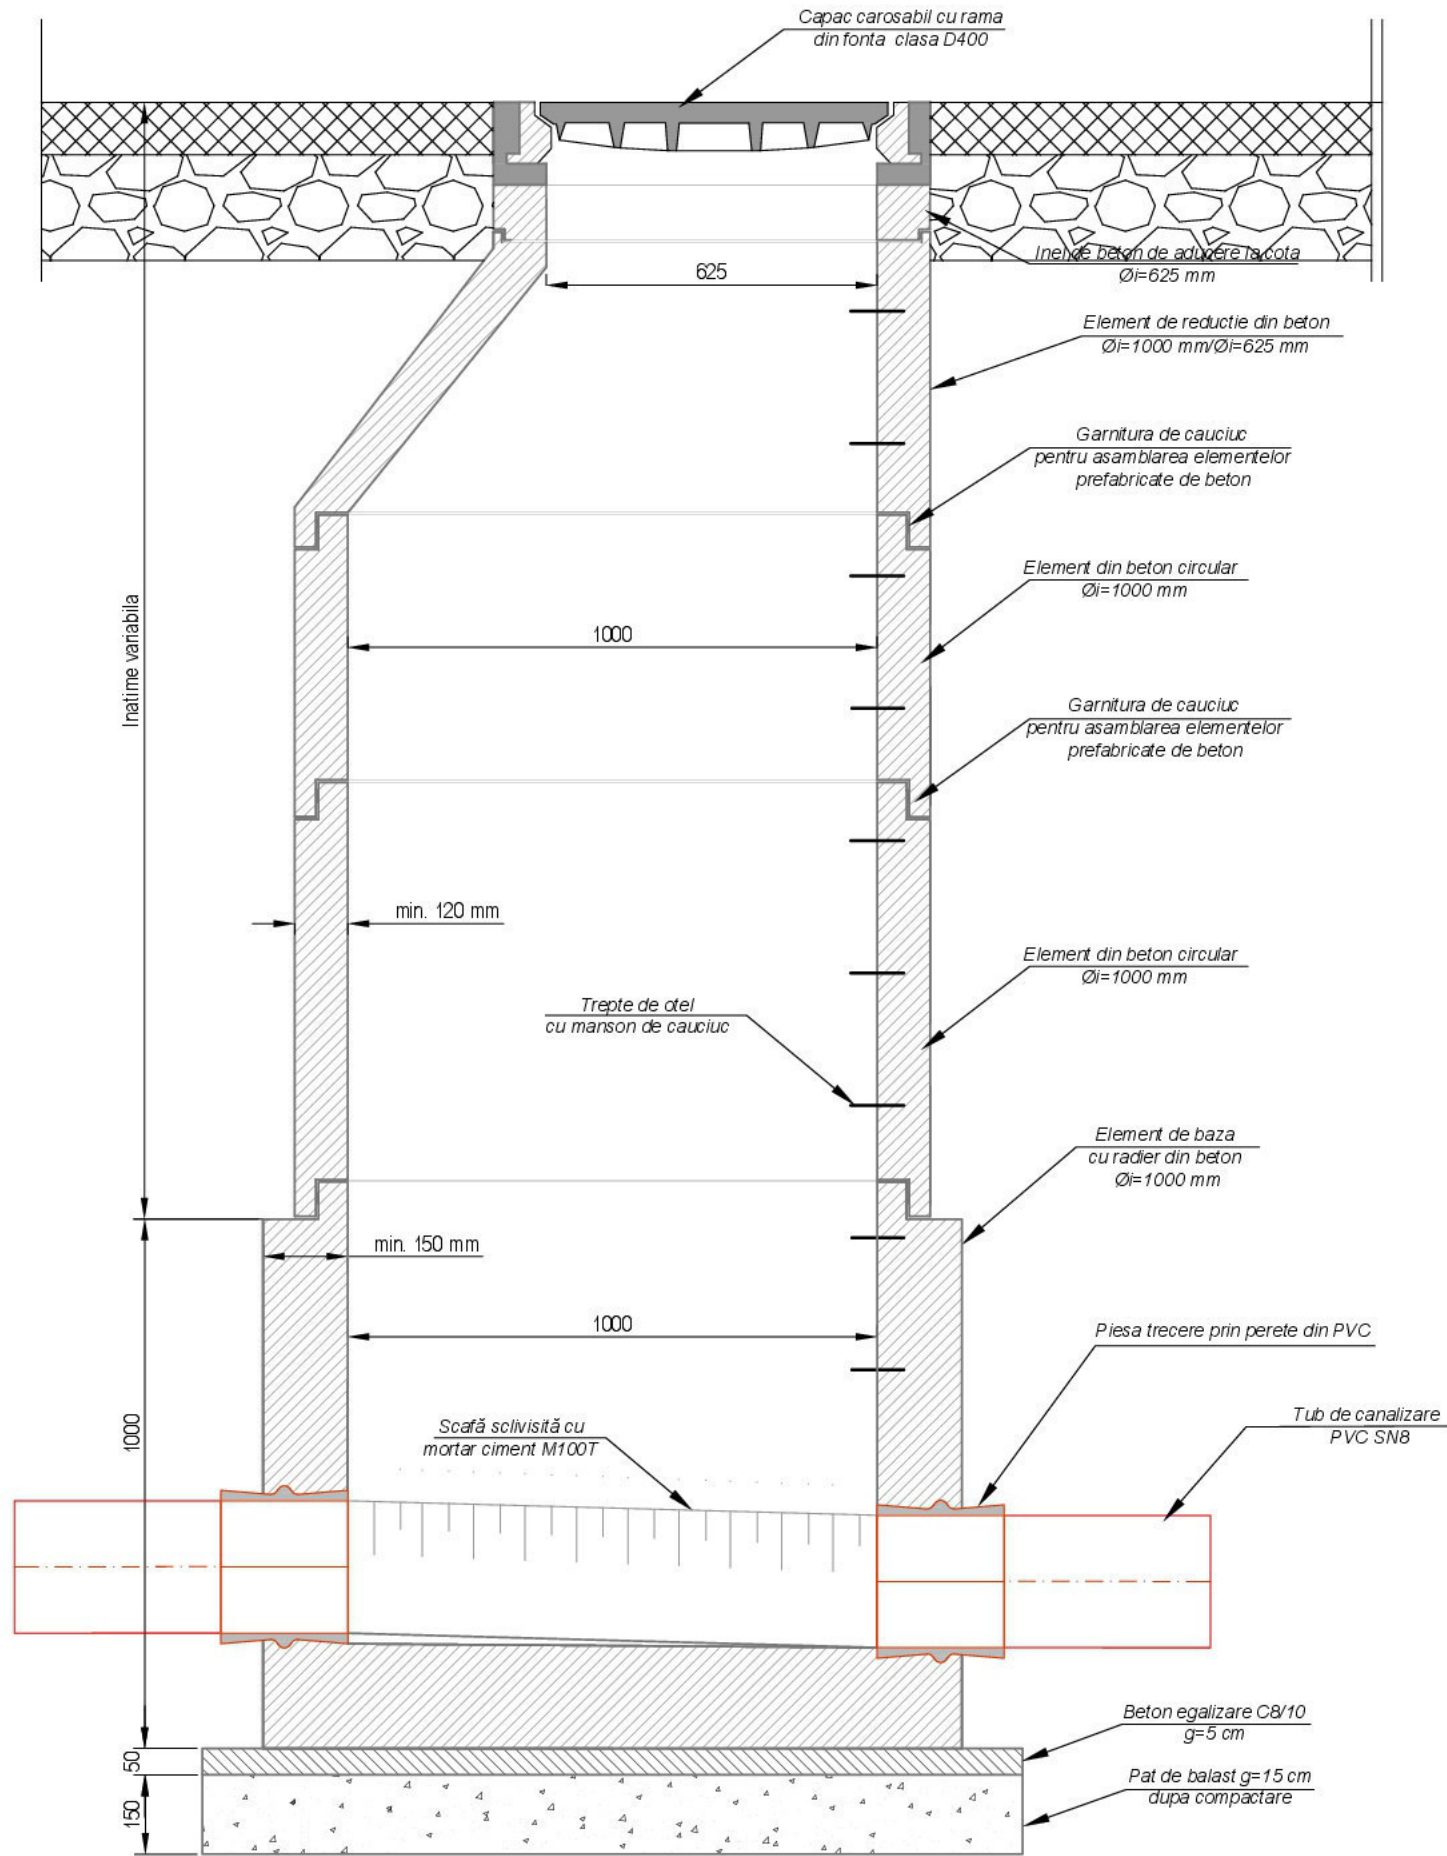 Capac carosabil cu rama
din fonta clasa D400
Inel de beton de aducere la cota
Øi=625 mm
625
Element de reductie din beton
Øi=1000 mm/Øi=625 mm
Garnitura de cauciuc
pentru asamblarea elementelor
prefabricate de beton
Element din beton circular
Øi=1000 mm
Inatime variabila
1000
Garnitura de cauciuc
pentru asamblarea elementelor
prefabricate de beton
min. 120 mm
Element din beton circular
Øi=1000 mm
Trepte de otel
cu manson de cauciuc
Element de baza
cu radier din beton
Øi=1000 mm
min. 150 mm
1000
Piesa trecere prin perete din PVC
Tub de canalizare
PVC SN8
Scafă sclivisită cu
mortar ciment M100T
1000
Beton egalizare C8/10
g=5 cm
50
Pat de balast g=15 cm
dupa compactare
150